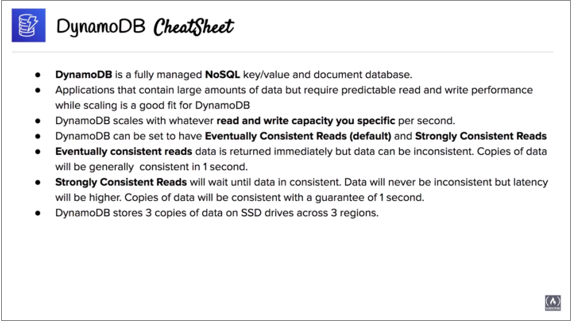 DynamoDB CheatSheet
● DynamoDB is a fully managed NoSQL key/value and document database.
● Applications that contain large amounts of data but require predictable read and write performance
while scaling is a good fit for DynamoDB
● DynamoDB scales with whatever read and write capacity you specific per second.
● DynamoDB can be set to have Eventually Consistent Reads (default) and Strongly Consistent Reads
● Eventually consistent reads data is returned immediately but data can be inconsistent. Copies of data
will be generally consistent in 1 second.
● Strongly Consistent Reads will wait until data in consistent. Data will never be inconsistent but latency
will be higher. Copies of data will be consistent with a guarantee of 1 second.
● DynamoDB stores 3 copies of data on SSD drives across 3 regions.